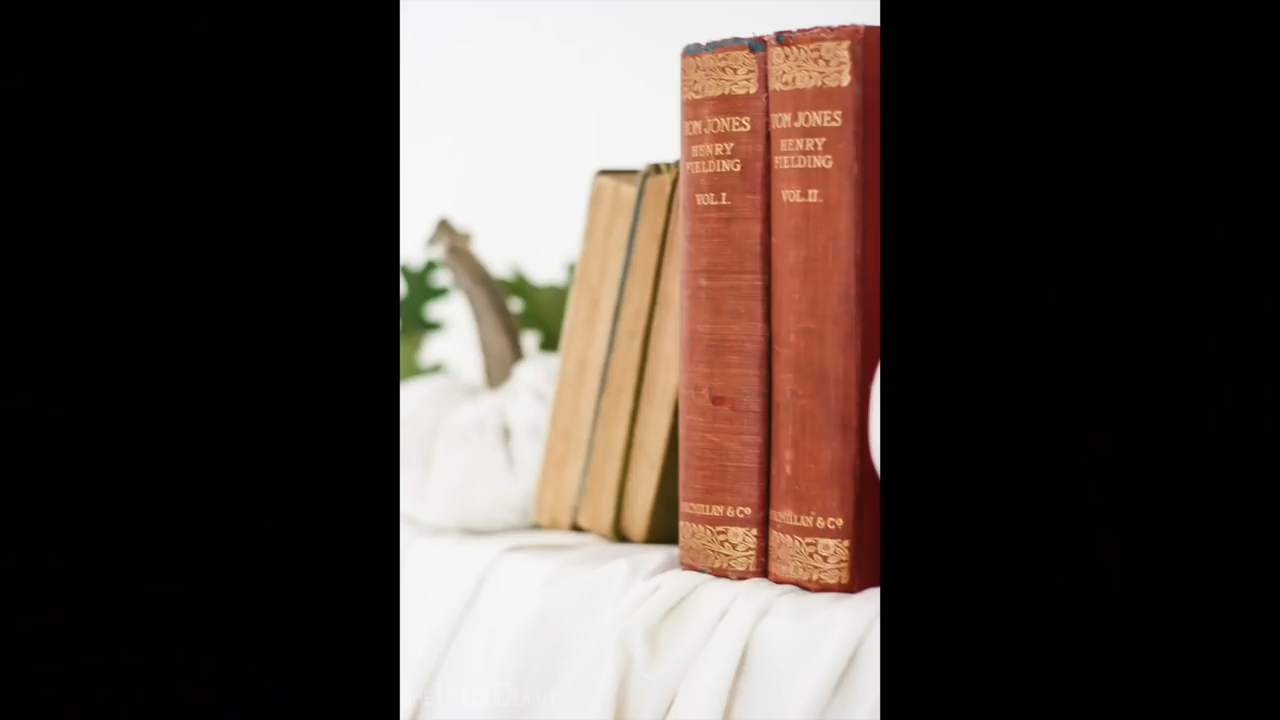 TOM JONES
HENRY
FIELDING
VOL.I.
MACMILLAN & Co
TOM JONES
HENRY
FIELDING
VOL.II.
MACMILLAN & Co